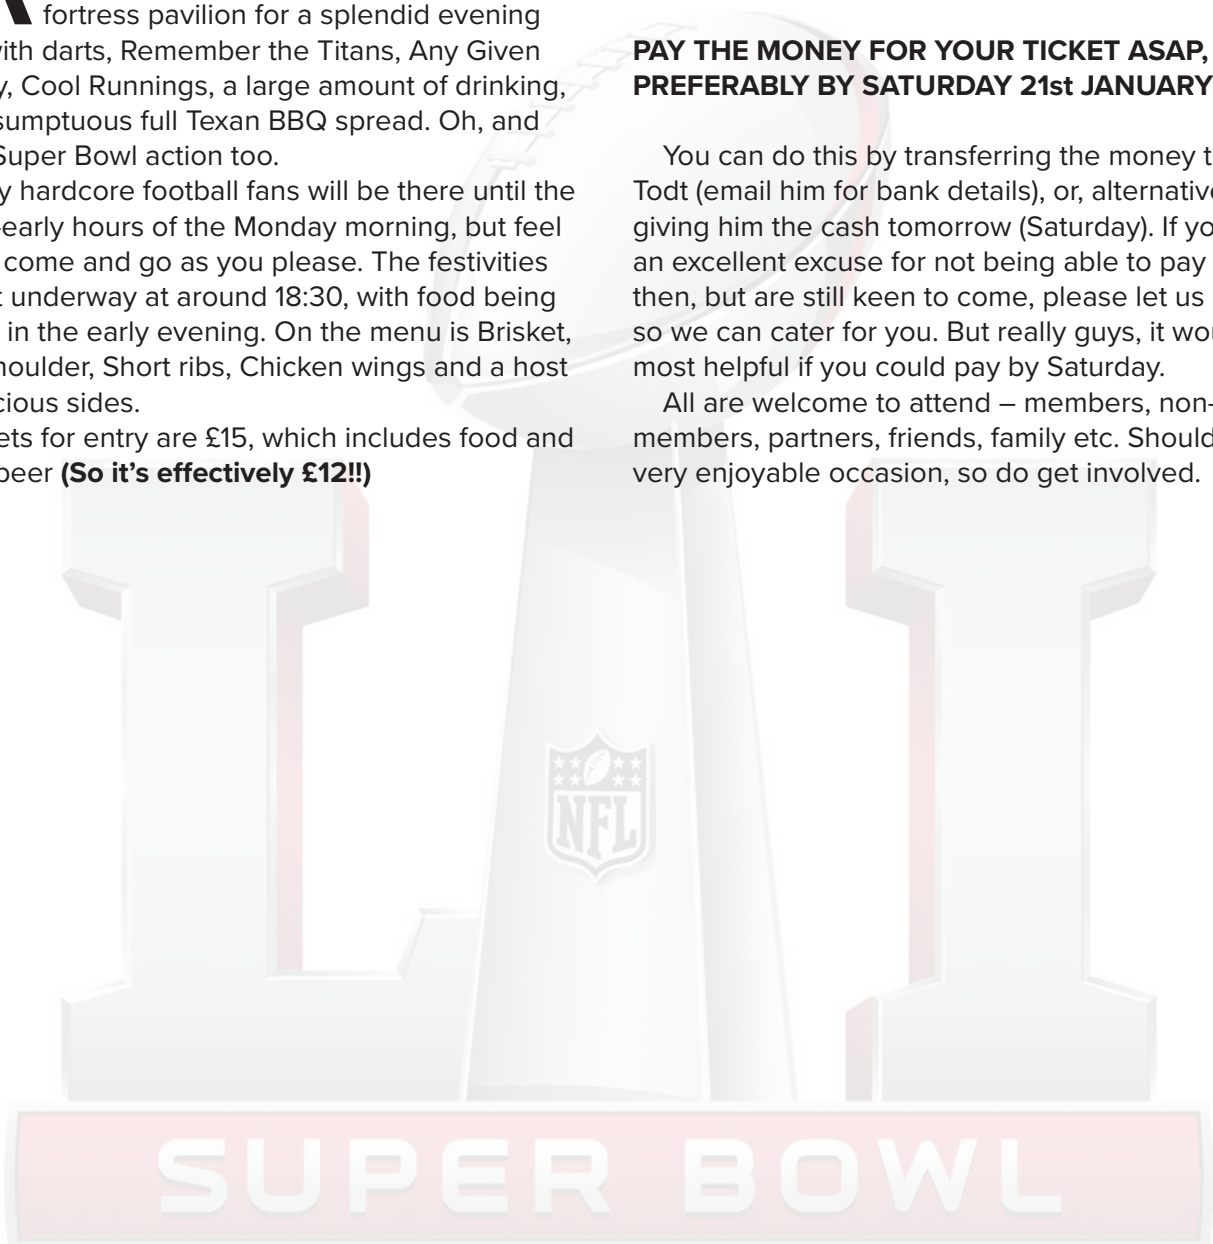 fortress pavilion for a splendid evening
with darts, Remember the Titans, Any Given
y, Cool Runnings, a large amount of drinking,
sumptuous full Texan BBQ spread. Oh, and
Super Bowl action too.
y hardcore football fans will be there until the
early hours of the Monday morning, but feel
come and go as you please. The festivities
t underway at around 18:30, with food being
in the early evening. On the menu is Brisket,
houlder, Short ribs, Chicken wings and a host
cious sides.
ets for entry are £15, which includes food and
beer (So it’s effectively £12!!)
PAY THE MONEY FOR YOUR TICKET ASAP,
PREFERABLY BY SATURDAY 21st JANUARY
You can do this by transferring the money t
Todt (email him for bank details), or, alternative
giving him the cash tomorrow (Saturday). If yo
an excellent excuse for not being able to pay
then, but are still keen to come, please let us
so we can cater for you. But really guys, it wou
most helpful if you could pay by Saturday.
All are welcome to attend – members, non-
members, partners, friends, family etc. Should
very enjoyable occasion, so do get involved.
LI
NFL
SUPER BOWL